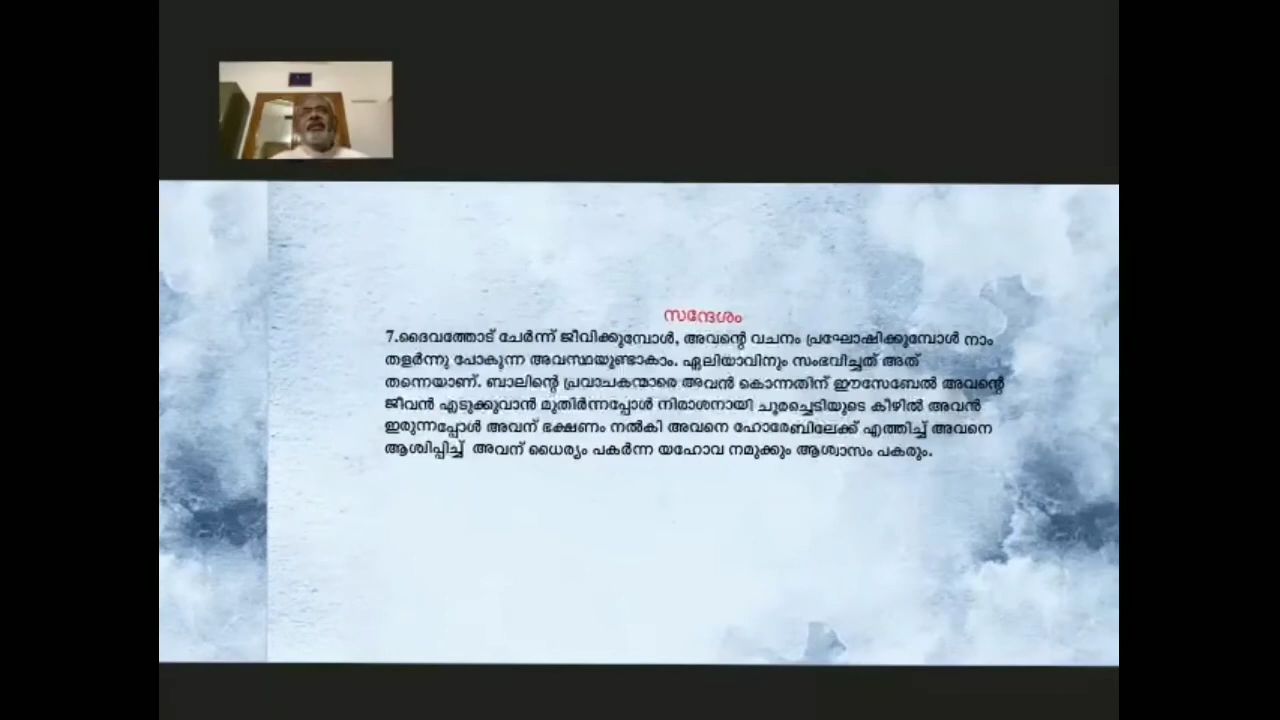 സന്ദേശം
7.ദൈവത്തോട് ചേർന്ന് ജീവിക്കുമ്പോൾ, അവന്റെ വചനം പ്രഘോഷിക്കുമ്പോൾ നാം
തളർന്നു പോകുന്ന അവസ്ഥയുണ്ടാകാം. ഏലിയാവിനും സംഭവിച്ചത് അത്
തന്നെയാണ്. ബാലിന്റെ പ്രവാചകന്മാരെ അവൻ കൊന്നതിന് ഈസേബേൽ അവന്റെ
ജീവൻ എടുക്കുവാൻ മുതിർന്നപ്പോൾ നിരാശനായി ചൂരച്ചെടിയുടെ കീഴിൽ അവൻ
ഇരുന്നപ്പോൾ അവന് ഭക്ഷണം നൽകി അവനെ ഹോരേബിലേക്ക് എത്തിച്ച് അവനെ
ആശ്വിപ്പിച്ച് അവന് ധൈര്യം പകർന്ന യഹോവ നമുക്കും ആശ്വാസം പകരും.